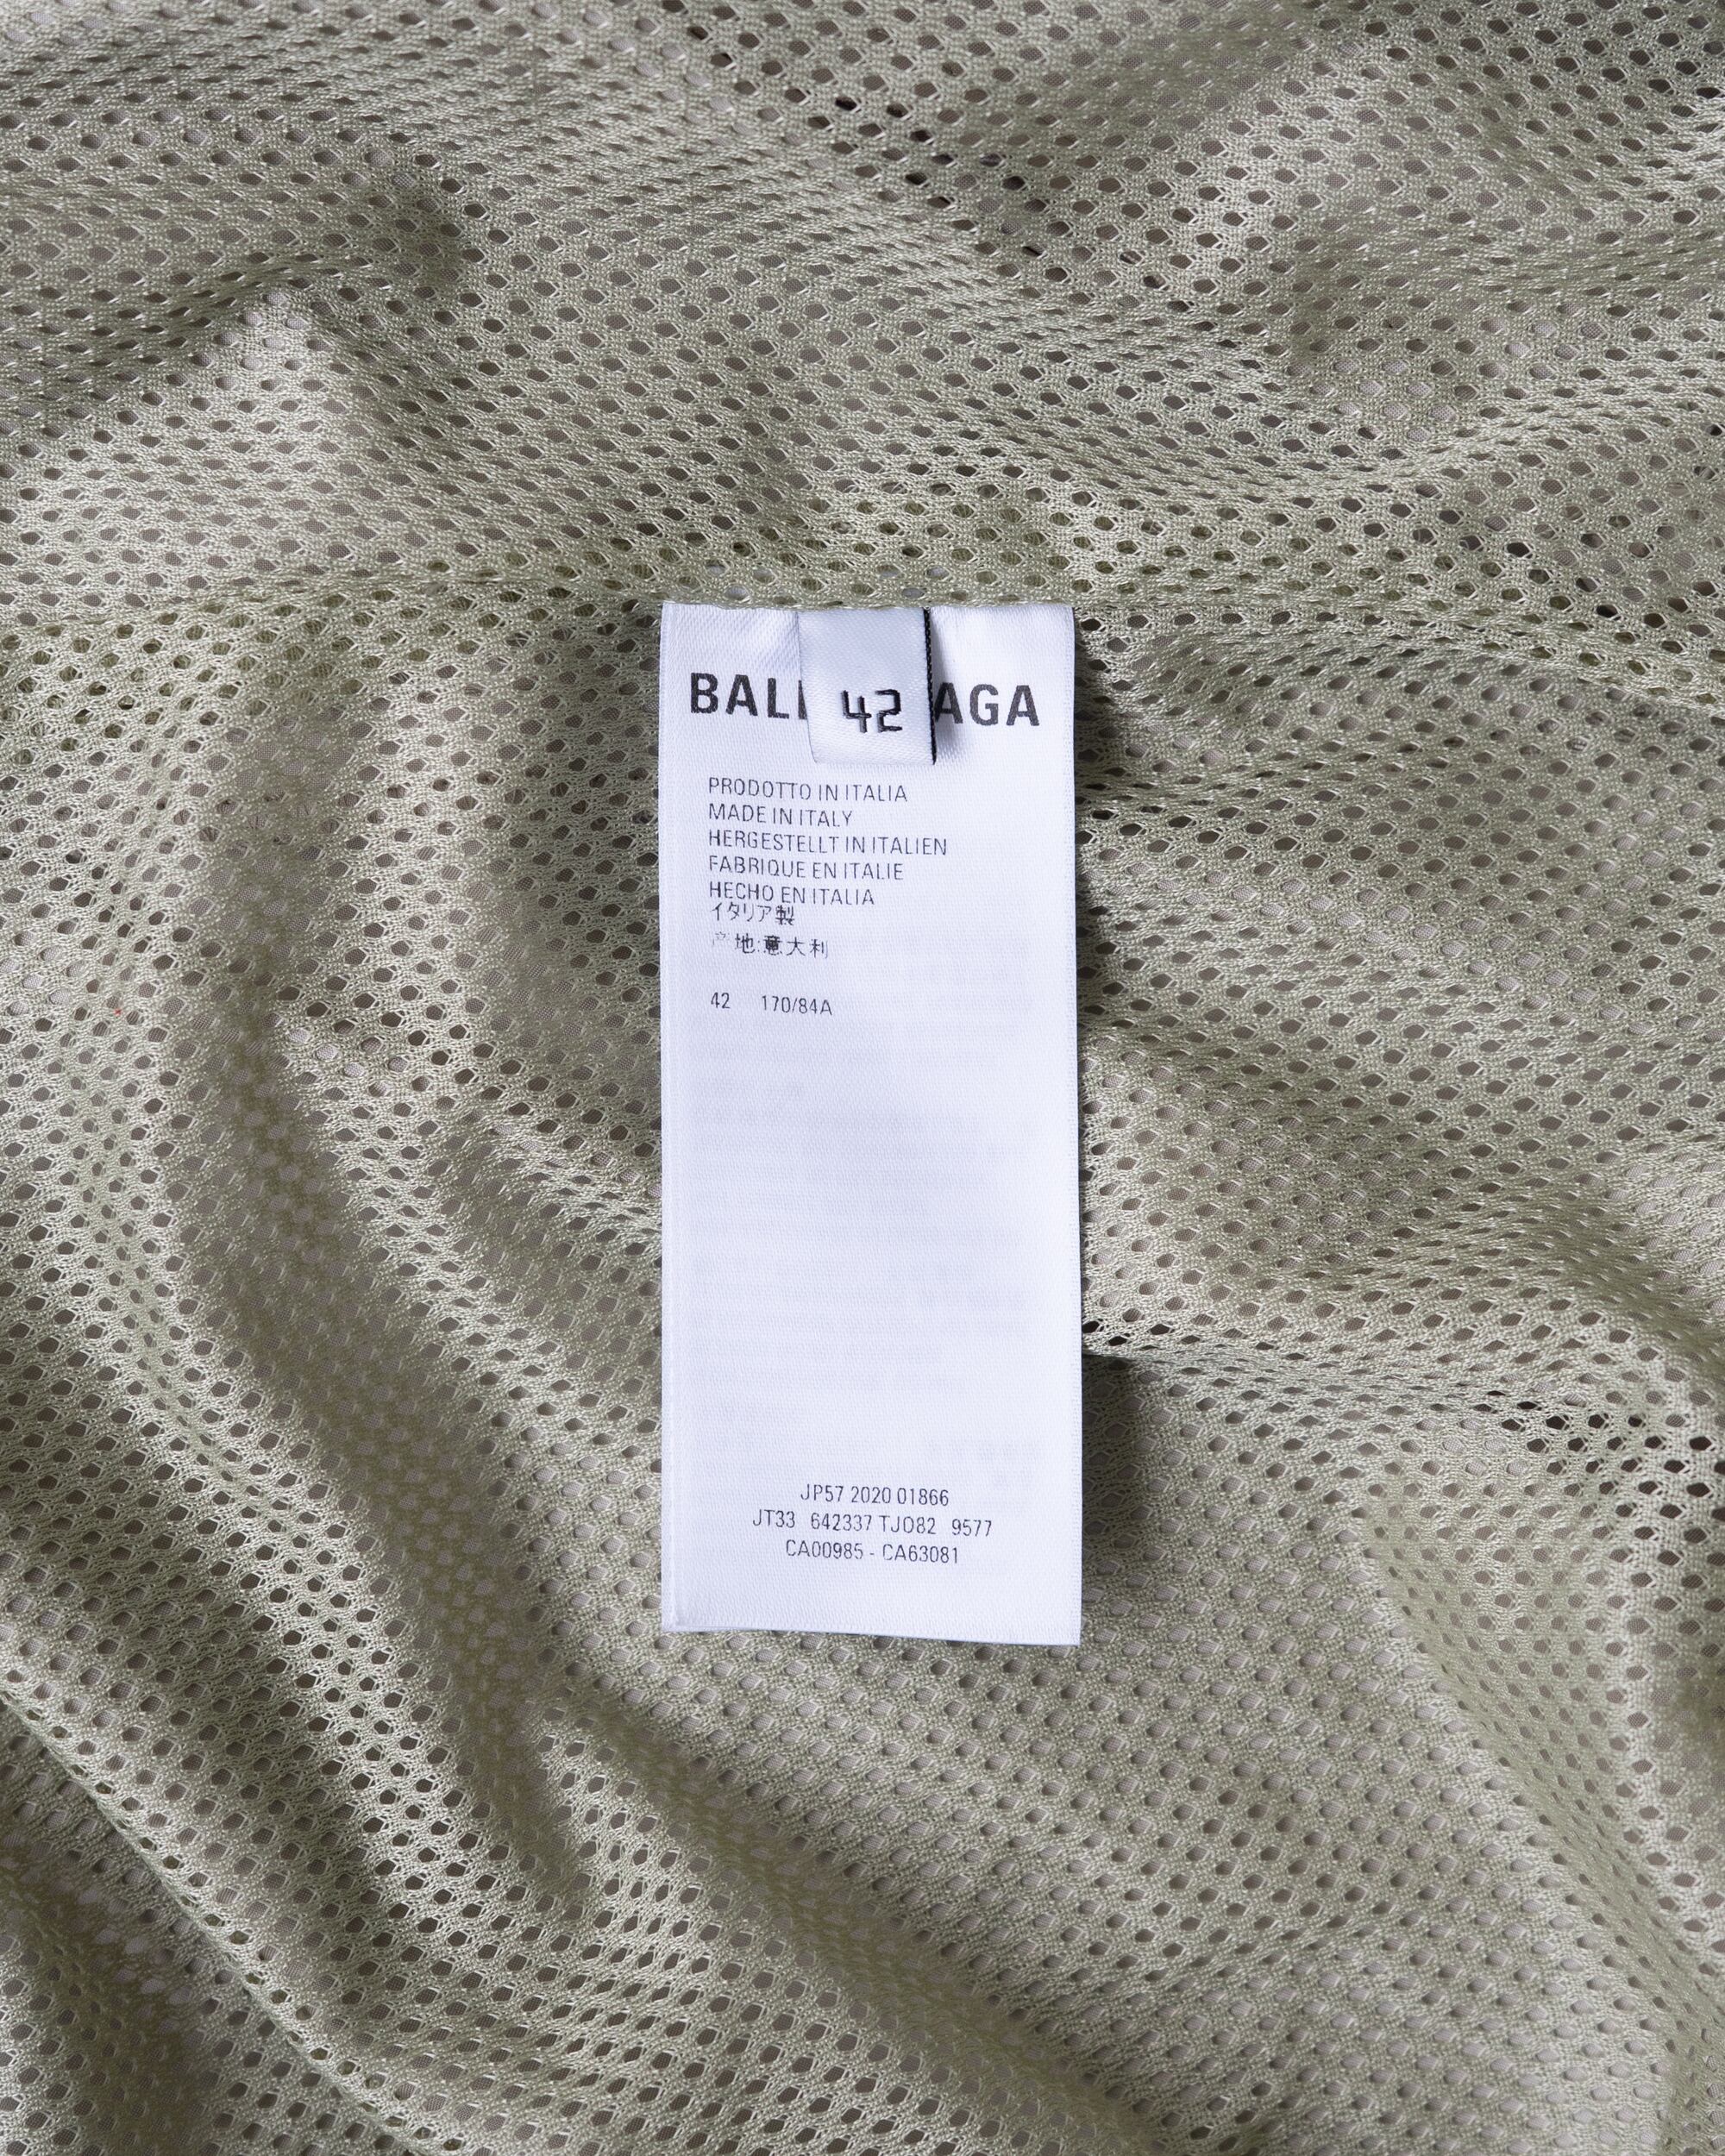 BAL AGA
42
PRODOTTO IN ITALIA
MADE IN ITALY
HERGESTELLT IN ITALIEN
FABRIQUE EN ITALIE
HECHO EN ITALIA
イタリア製
产地:意大利
42 170/84A
JP57 2020 01866
JT33 642337 TJO82 9577
CA00985 - CA63081